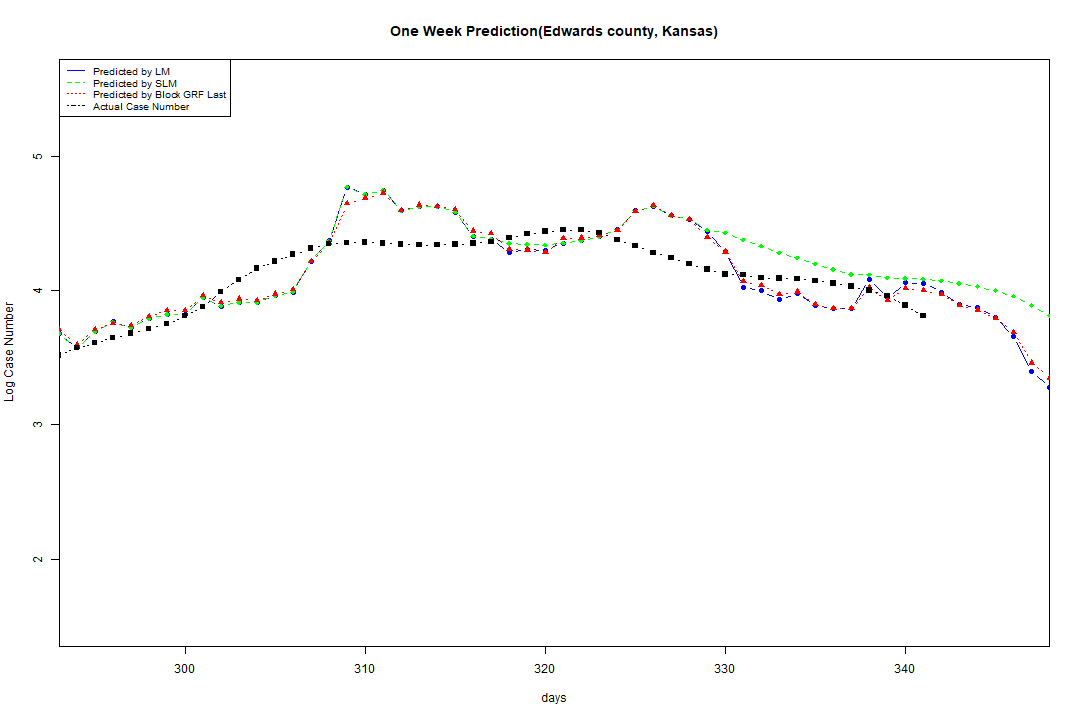 One Week Prediction(Edwards county, Kansas)
Predicted by LM
Predicted by SLM
Predicted by Block GRF Last
Actual Case Number
5
4
3
2
Log Case Number
300 310 320 330 340
days